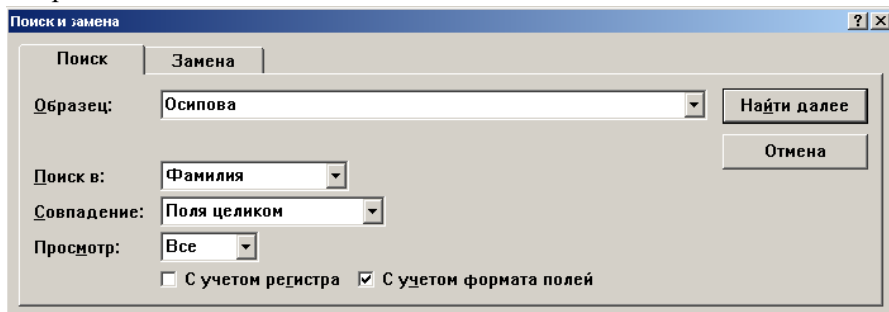 Поиск и замена
Поиск Замена
Образец: Осипова Найти далее
Отмена
Поиск в: Фамилия
Совпадение: Поля целиком
Просмотр: Все
С учетом регистра С учетом формата полей